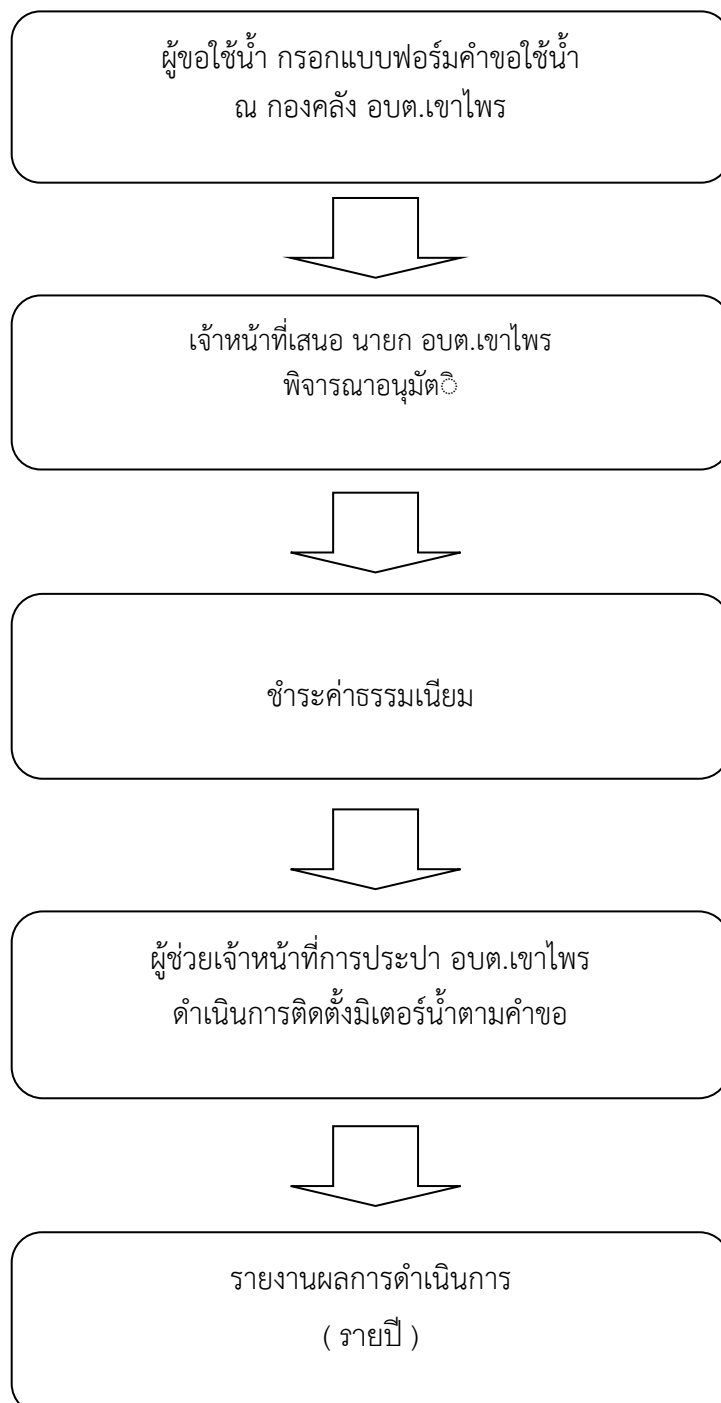 ผู้ขอใช้น้ำ กรอกแบบฟอร์มคำขอใช้น้ำ
ณ กองคลัง อบต.เขาไพร
เจ้าหน้าที่เสนอ นายก อบต.เขาไพร
พิจารณาอนุมัติ
ชำระค่าธรรมเนียม
ผู้ช่วยเจ้าหน้าที่การประปา อบต.เขาไพร
ดำเนินการติดตั้งมิเตอร์น้ำตามคำขอ
รายงานผลการดำเนินการ
( รายปี )